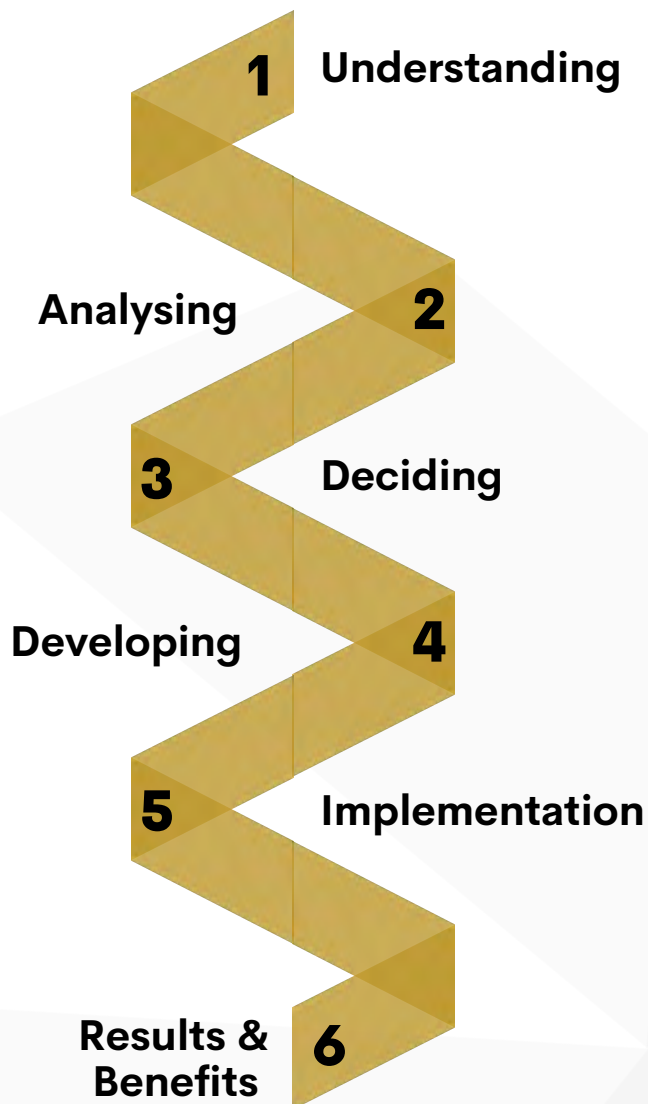 1 Understanding
Analysing 2
3 Deciding
Developing 4
5 Implementation
Results & 6
Benefits